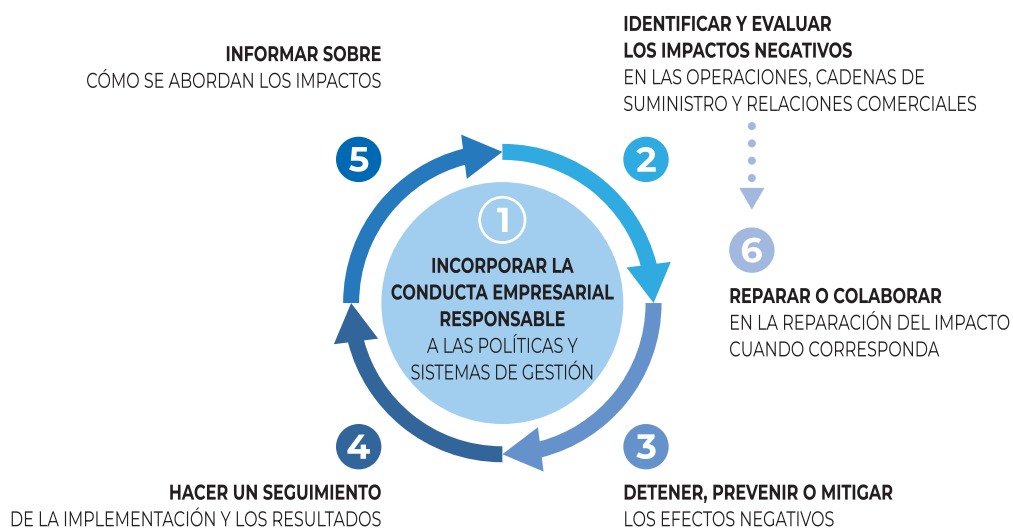 1
INCORPORAR LA
CONDUCTA EMPRESARIAL
RESPONSABLE
A LAS POLÍTICAS Y
SISTEMAS DE GESTIÓN
2
IDENTIFICAR Y EVALUAR
LOS IMPACTOS NEGATIVOS
EN LAS OPERACIONES, CADENAS DE
SUMINISTRO Y RELACIONES COMERCIALES
3
DETENER, PREVENIR O MITIGAR
LOS EFECTOS NEGATIVOS
4
HACER UN SEGUIMIENTO
DE LA IMPLEMENTACIÓN Y LOS RESULTADOS
5
INFORMAR SOBRE
CÓMO SE ABORDAN LOS IMPACTOS
6
REPARAR O COLABORAR
EN LA REPARACIÓN DEL IMPACTO
CUANDO CORRESPONDA